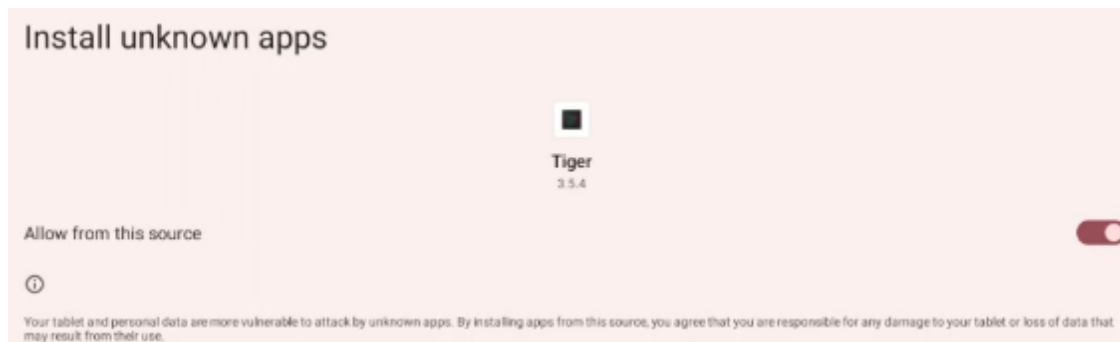 Install unknown apps
Tiger
3.5.4
Allow from this source
Your tablet and personal data are more vulnerable to attack by unknown apps. By installing apps from this source, you agree that you are responsible for any damage to your tablet or loss of data that
may result from their use.